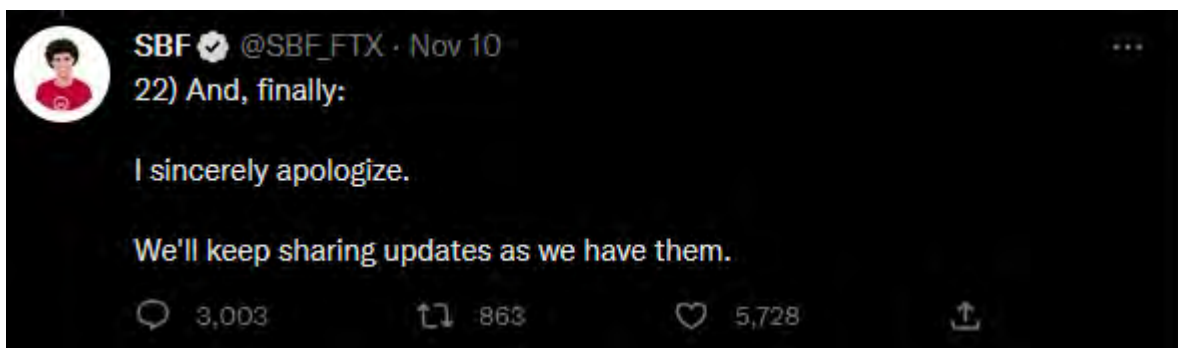 SBF @SBF_FTX · Nov 10
22) And, finally:
I sincerely apologize.
We'll keep sharing updates as we have them.
3,003 863 5,728